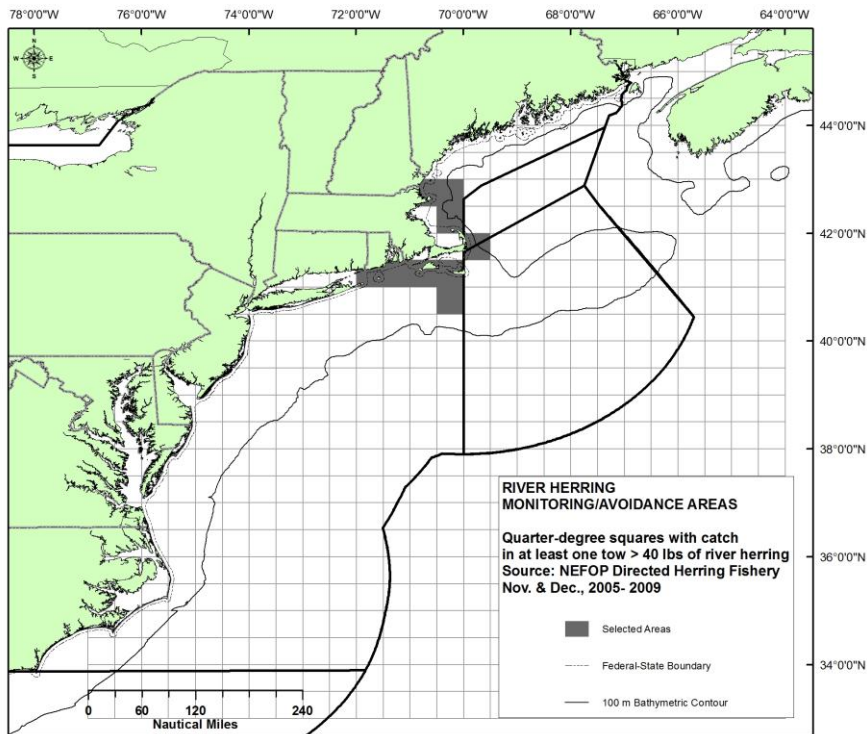 78°0'0"W 76°0'0"W 74°0'0"W 72°0'0"W 70°0'0"W 68°0'0"W 66°0'0"W 64°0'0"W
N
W E
S
44°0'0"N
42°0'0"N
40°0'0"N
38°0'0"N
RIVER HERRING
MONITORING/AVOIDANCE AREAS
Quarter-degree squares with catch
in at least one tow > 40 lbs of river herring
Source: NEFOP Directed Herring Fishery
Nov. & Dec., 2005- 2009
36°0'0"N
Selected Areas
Federal-State Boundary
34°0'0"N
100 m Bathymetric Contour
0 60 120 240
Nautical Miles